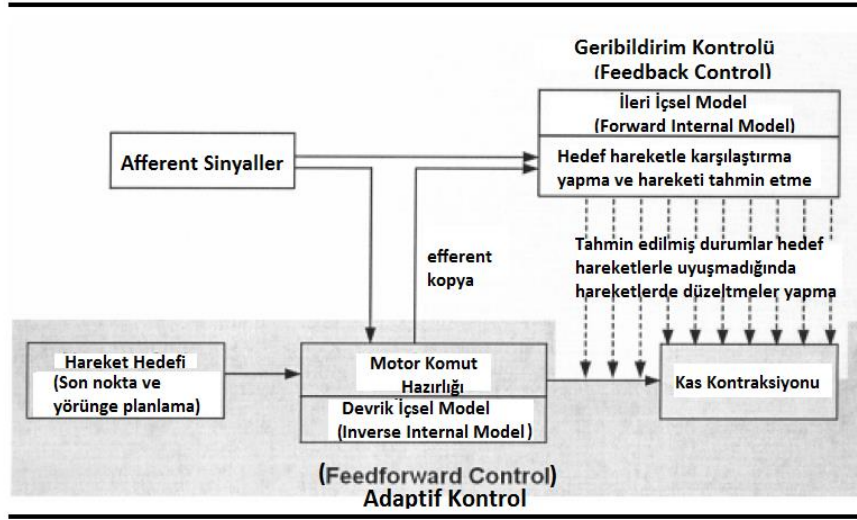 Geribildirim Kontrolü
(Feedback Control)
İleri İçsel Model
(Forward Internal Model)
Afferent Sinyaller
Hedef hareketle karşılaştırma
yapma ve hareketi tahmin etme
efferent
kopya
Tahmin edilmiş durumlar hedef
hareketlerle uyuşmadığında
hareketlerde düzeltmeler yapma
Hareket Hedefi
(Son nokta ve
yörünge planlama)
Motor Komut
Hazırlığı
Devrik İçsel Model
(Inverse Internal Model)
Kas Kontraksiyonu
(Feedforward Control)
Adaptif Kontrol